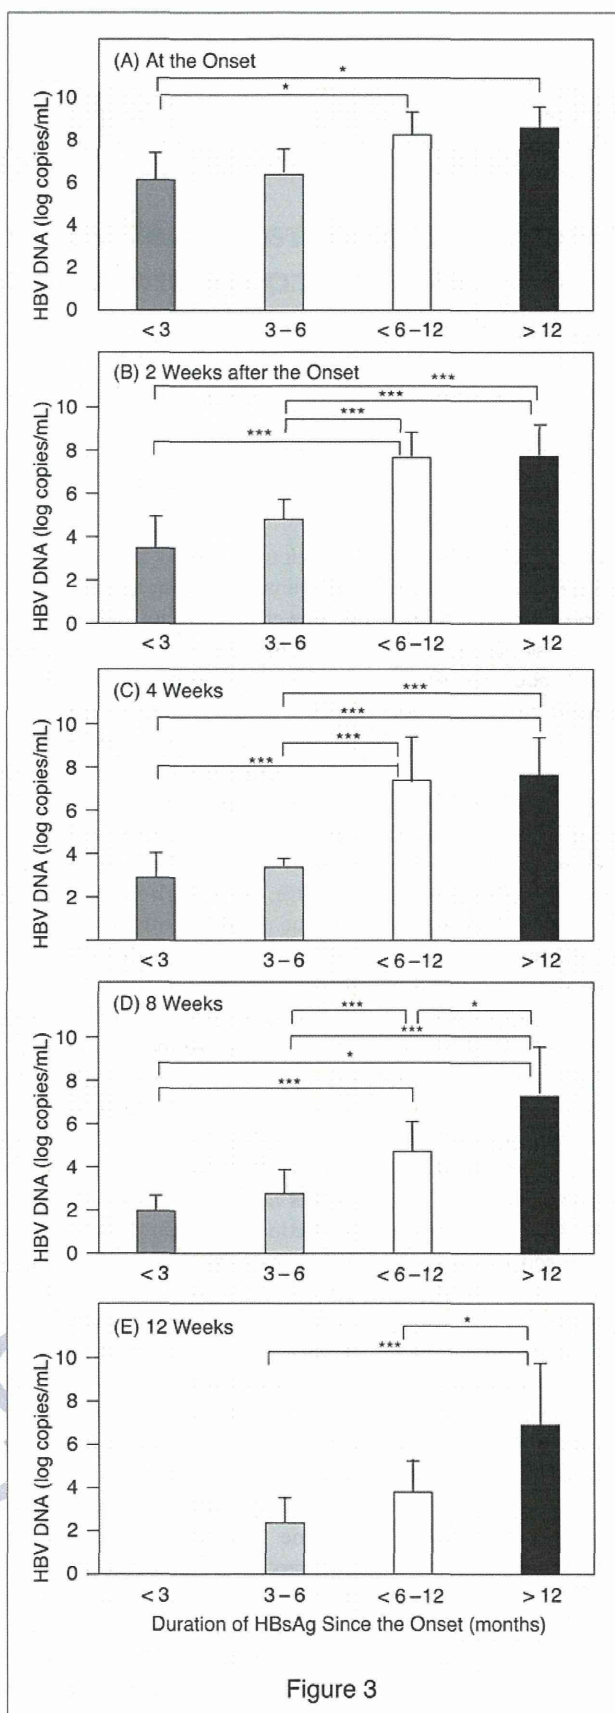 (A) At the Onset
*
*
HBV DNA (log copies/mL)
10
8
6
4
2
0
< 3
3 – 6
< 6 – 12
> 12
(B) 2 Weeks after the Onset
***
***
***
***
HBV DNA (log copies/mL)
10
8
6
4
2
0
< 3
3 – 6
< 6 – 12
> 12
(C) 4 Weeks
***
***
***
***
HBV DNA (log copies/mL)
10
8
6
4
2
< 3
3 – 6
< 6 – 12
> 12
(D) 8 Weeks
***
*
***
*
***
HBV DNA (log copies/mL)
10
8
6
4
2
0
< 3
3 – 6
< 6 – 12
> 12
(E) 12 Weeks
*
***
HBV DNA (log copies/mL)
10
8
6
4
2
0
< 3
3 – 6
< 6 – 12
> 12
Duration of HBsAg Since the Onset (months)
Figure 3